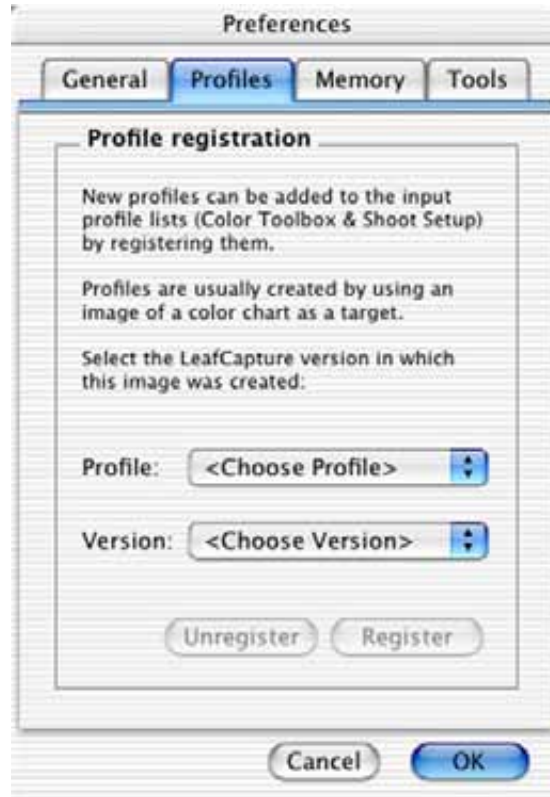 Preferences
General Profiles Memory Tools
Profile registration
New profiles can be added to the input
profile lists (Color Toolbox & Shoot Setup)
by registering them.
Profiles are usually created by using an
image of a color chart as a target.
Select the LeafCapture version in which
this image was created:
Profile: <Choose Profile>
Version: <Choose Version>
Unregister Register
Cancel OK